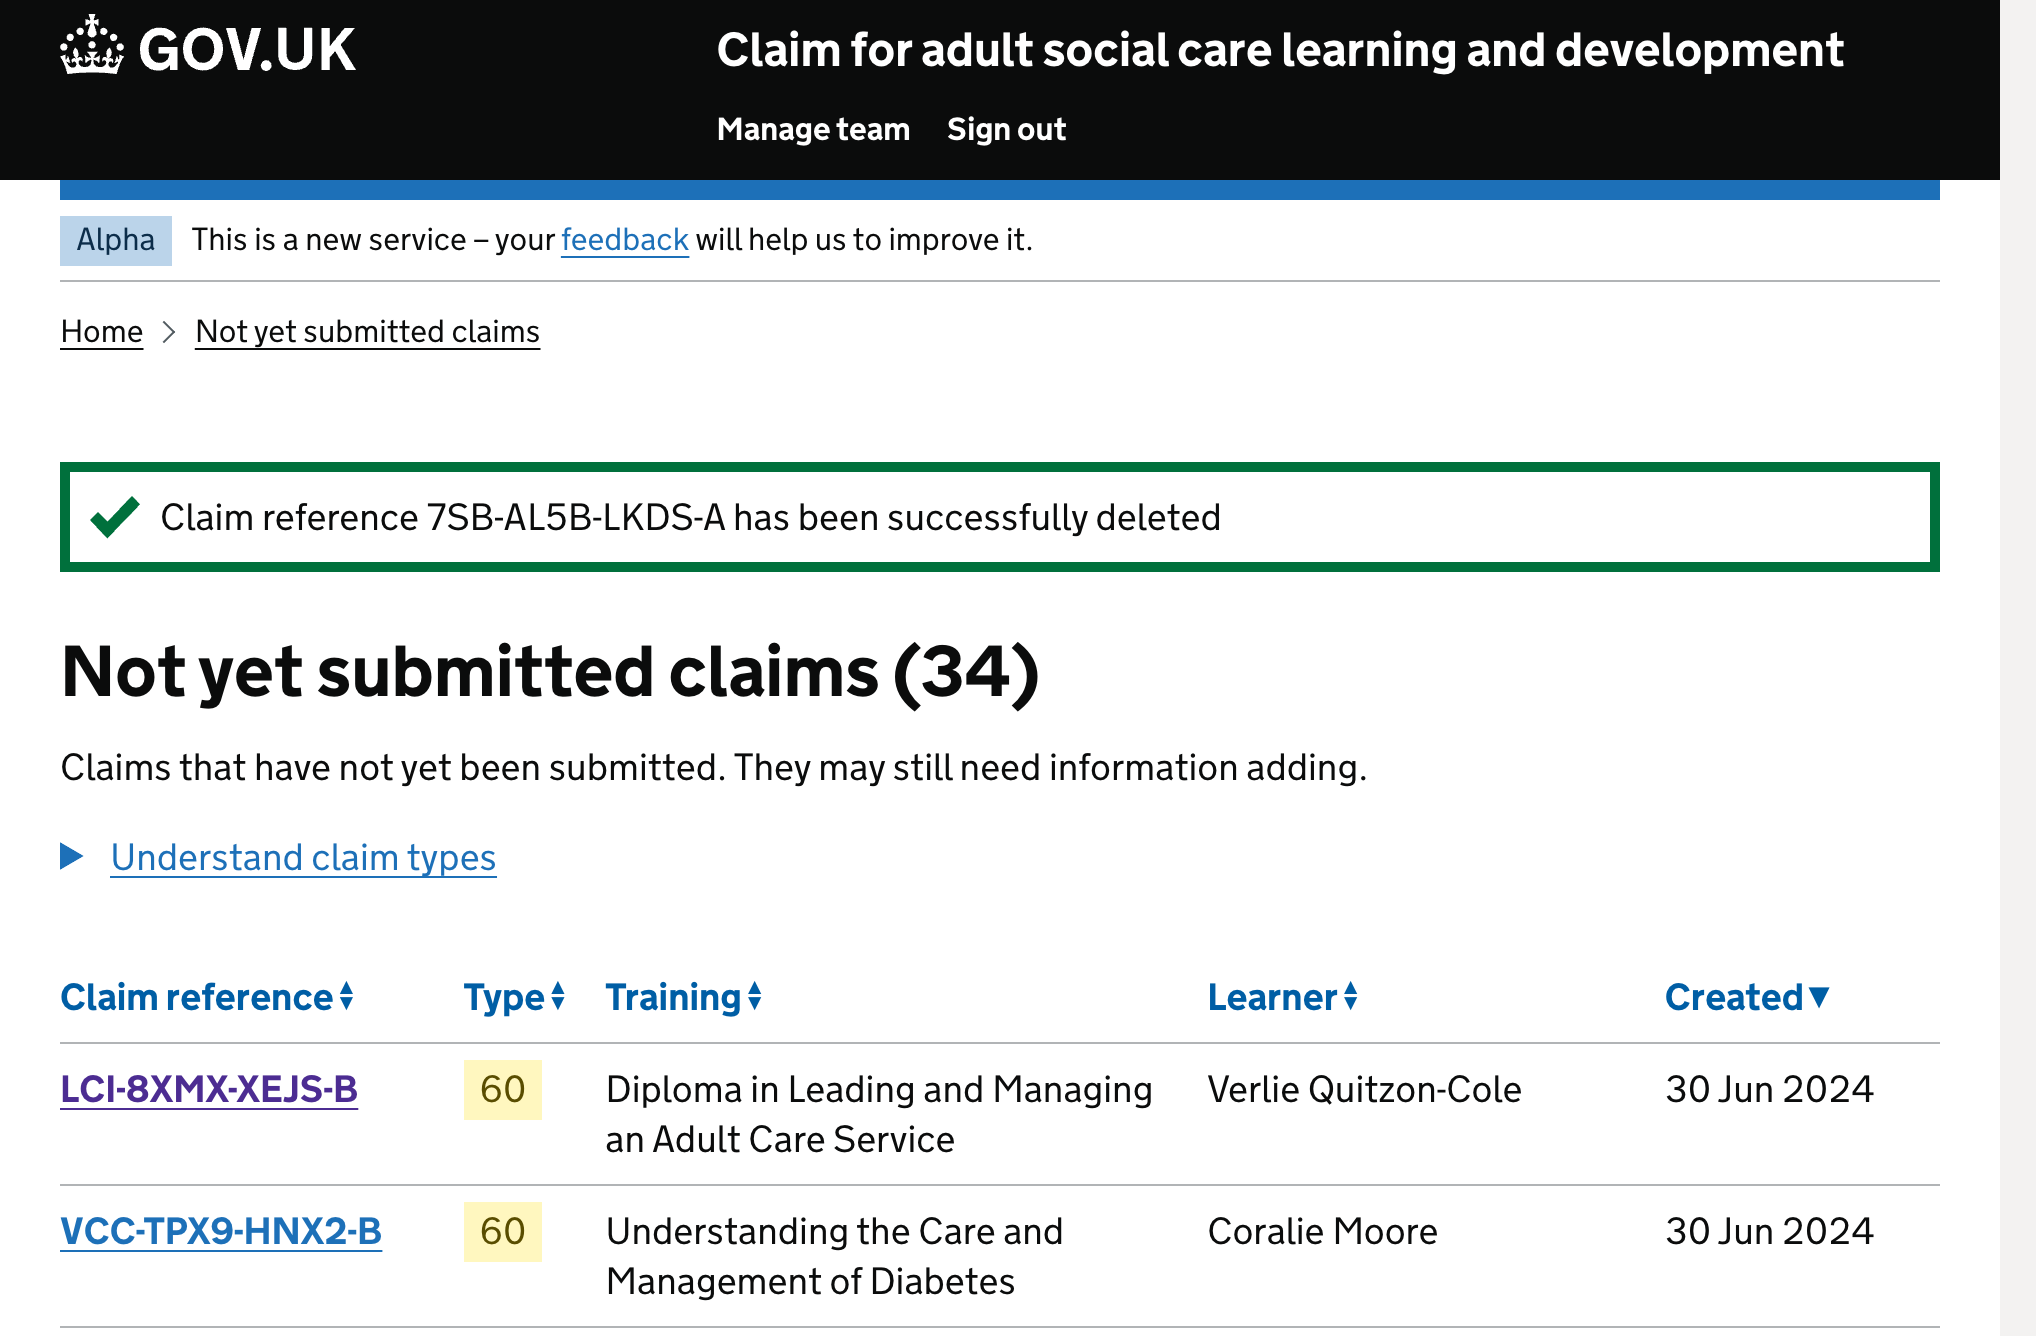 GOV.UK
Claim for adult social care learning and development
Manage team Sign out
Alpha This is a new service – your feedback will help us to improve it.
Home Not yet submitted claims
Claim reference 7SB-AL5B-LKDS-A has been successfully deleted
Not yet submitted claims (34)
Claims that have not yet been submitted. They may still need information adding.
Understand claim types
Claim reference Type Training Learner Created
LCI-8XMX-XEJS-B 60 Diploma in Leading and Managing Verlie Quitzon-Cole 30 Jun 2024
an Adult Care Service
VCC-TPX9-HNX2-B 60 Understanding the Care and Coralie Moore 30 Jun 2024
Management of Diabetes